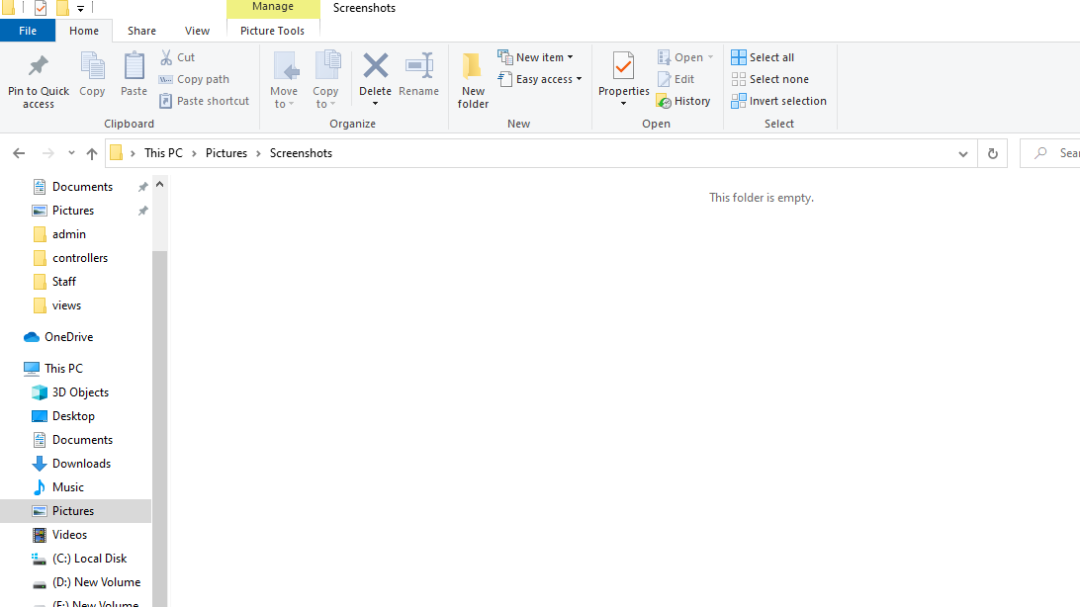 Manage Screenshots
File Home Share View Picture Tools
Pin to Quick access
Copy
Paste
Cut
Copy path
Paste shortcut
Clipboard
Move to
Copy to
Delete
Rename
Organize
New folder
New item
Easy access
New
Properties
Open
Edit
History
Open
Select all
Select none
Invert selection
Select
This PC > Pictures > Screenshots
Documents
Pictures
admin
controllers
Staff
views
OneDrive
This PC
3D Objects
Desktop
Documents
Downloads
Music
Pictures
Videos
(C:) Local Disk
(D:) New Volume
This folder is empty.